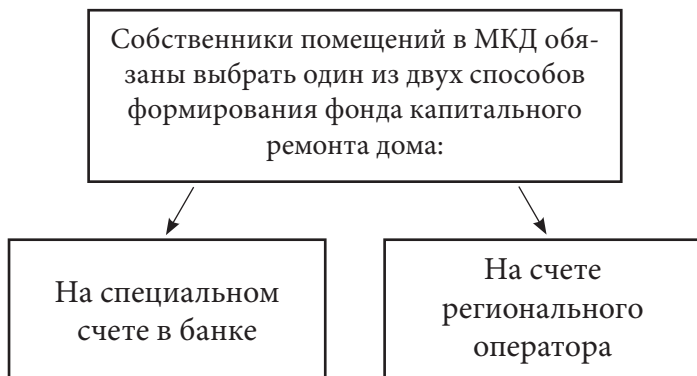 Собственники помещений в МКД обя-
заны выбрать один из двух способов
формирования фонда капитального
ремонта дома:
На специальном
счете в банке
На счете
регионального
оператора